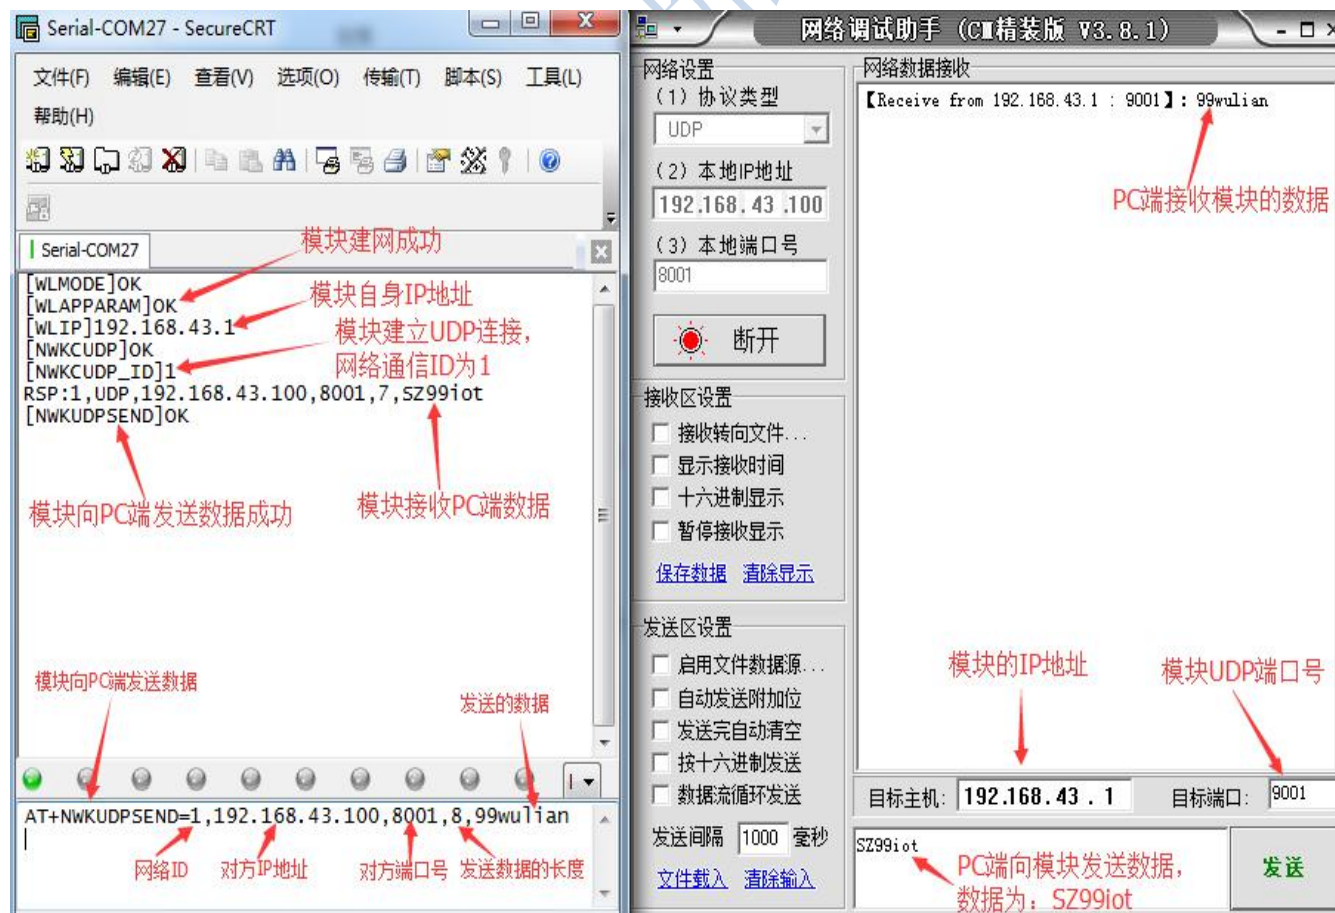 Serial-COM27 - SecureCRT
文件(F) 编辑(E) 查看(V) 选项(O) 传输(T) 脚本(S) 工具(L)
帮助(H)
Serial-COM27
模块建网成功
[WLMODE]OK
[WLAPPARAM]OK
模块自身IP地址
[WLIP]192.168.43.1
模块建立UDP连接,
网络通信ID为1
[NWKCUDP]OK
[NWKCUDP_ID]1
RSP:1,UDP,192.168.43.100,8001,7,SZ99iot
[NWKUDPSEND]OK
模块向PC端发送数据成功
模块接收PC端数据
模块向PC端发送数据
发送的数据
AT+NWKUDPSEND=1,192.168.43.100,8001,8,99wulian
网络ID
对方IP地址
对方端口号
发送数据的长度
网络调试助手 (C■精装版 V3.8.1)
网络设置
(1) 协议类型
UDP
(2) 本地IP地址
192.168.43.100
(3) 本地端口号
8001
断开
接收区设置
接收转向文件...
显示接收时间
十六进制显示
暂停接收显示
保存数据 清除显示
发送区设置
启用文件数据源...
自动发送附加位
发送完自动清空
按十六进制发送
数据流循环发送
发送间隔 1000 毫秒
文件载入 清除输入
网络数据接收
【Receive from 192.168.43.1 : 9001】: 99wulian
PC端接收模块的数据
模块的IP地址
模块UDP端口号
目标主机: 192.168.43.1 目标端口: 9001
SZ99iot
PC端向模块发送数据,
数据为: SZ99iot
发送